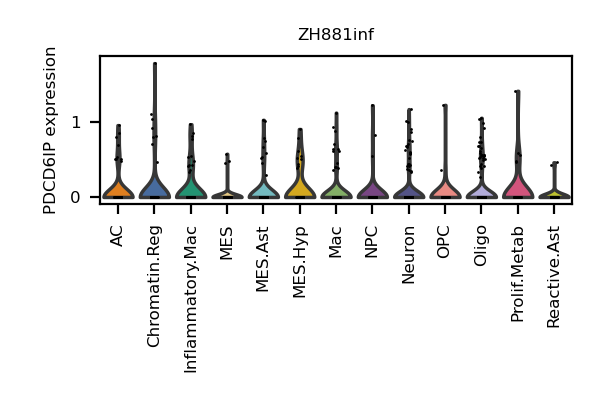 ZH881inf
PDCD6IP expression
1
0
AC
Chromatin.Reg
Inflammatory.Mac
MES
MES.Ast
MES.Hyp
Mac
NPC
Neuron
OPC
Oligo
Prolif.Metab
Reactive.Ast